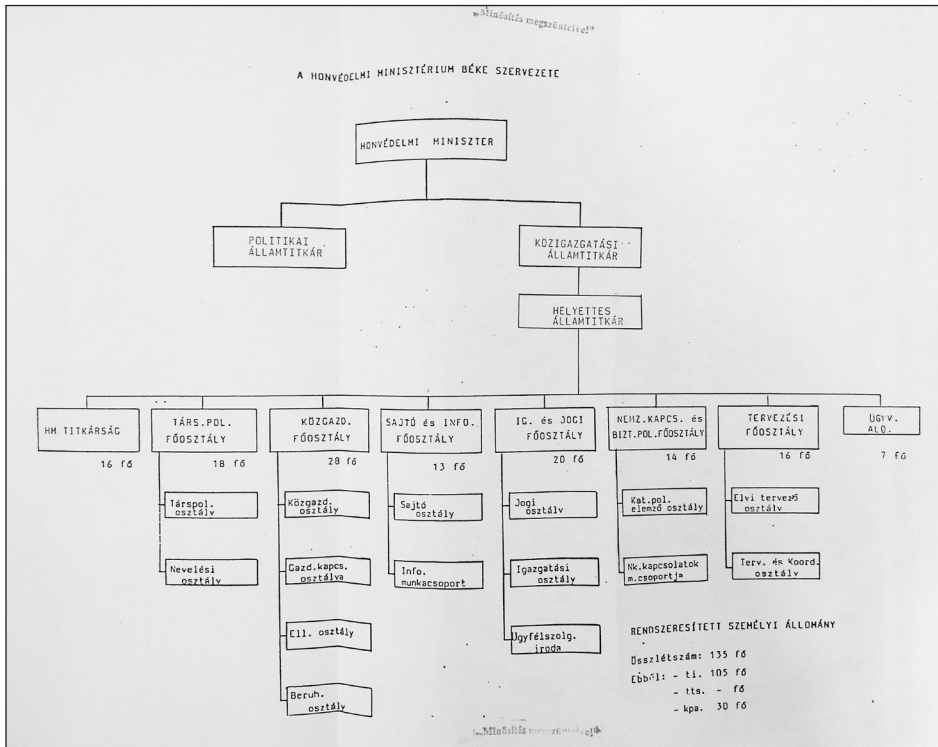 „Minősítés megszüntetve!"
A HONVÉDELMI MINISZTÉRIUM BÉKE SZERVEZETE
HONVÉDELMI MINISZTER
POLITIKAI
ÁLLAMTITKÁR
KÖZIGAZGATÁSI
ÁLLAMTITKÁR
HELYETTES
ÁLLAMTITKÁR
HM TITKÁRSÁG
16 fő
TÁRS.POL.
FŐOSZTÁLY
18 fő
KÖZGAZD.
FŐOSZTÁLY
28 fő
SAJTÓ és INFO.
FŐOSZTÁLY
13 fő
IG. és JOGI
FŐOSZTÁLY
20 fő
NEMZ.KAPCS. és
BIZT.POL.FŐOSZTÁLY
14 fő
TERVEZÉSI
FŐOSZTÁLY
16 fő
ÜGYV.
ALO.
7 fő
Társpol.
osztály
Nevelési
osztály
Közgazd.
osztály
Gazd.kapcs.
osztálya
Ell. osztály
Beruh.
osztály
Sajtó
osztály
Info.
munkacsoport
Jogi
osztály
Igazgatási
osztály
Ügyfélszolg.
iroda
Kat.pol.
elemző osztály
Nk.kapcsolatok
m.csoportja
Elvi tervező
osztály
Terv. és Koord.
osztály
RENDSZERESÍTETT SZEMÉLYI ÁLLOMÁNY
Összlétszám: 135 fő
Ebből: - ti. 105 fő
- tts. - fő
- kpa. 30 fő
„Minősítés megszüntetve!"